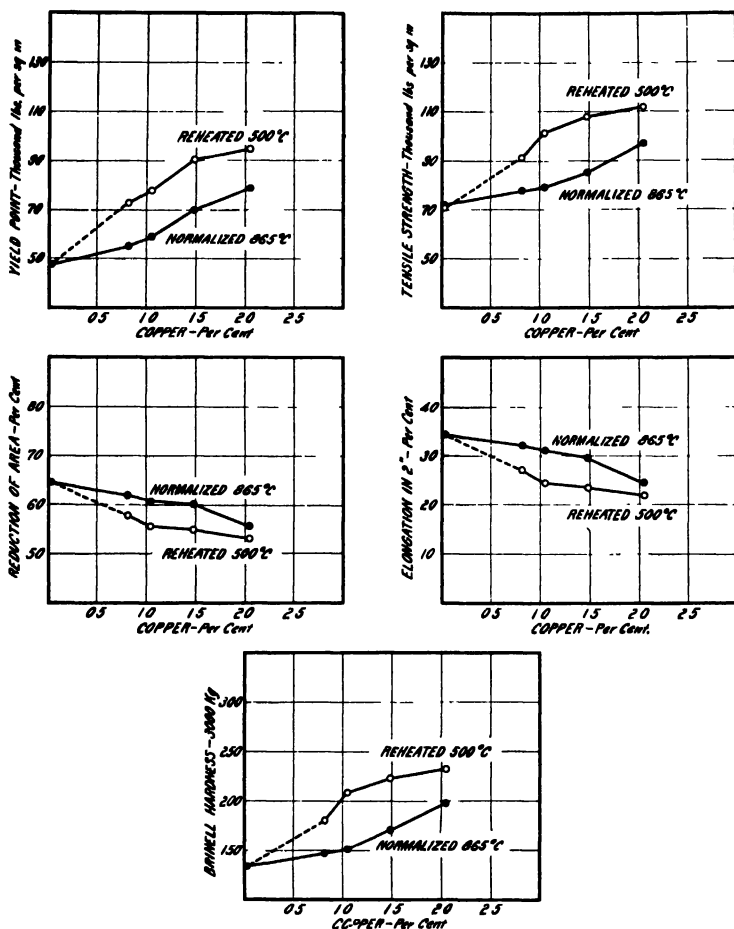 YIELD POINT-Thousand lbs. per sq in
130
110
90
70
50
REHEATED 500°C
NORMALIZED 865°C
05 10 15 20 25
COPPER-Per Cent
TENSILE STRENGTH-Thousand lbs per sq in
130
110
90
70
50
REHEATED 500°C
NORMALIZED 865°C
05 10 15 20 25
COPPER-Per Cent
REDUCTION OF AREA-Per Cent
80
70
60
50
NORMALIZED 865°C
REHEATED 500°C
05 10 15 20 25
COPPER-Per Cent
ELONGATION IN 2"-Per Cent
40
30
20
10
NORMALIZED 865°C
REHEATED 500°C
05 10 15 20 25
COPPER-Per Cent.
BRINELL HARDNESS-3000 Kg
300
250
200
150
REHEATED 500°C
NORMALIZED 865°C
05 10 15 20 25
COPPER-Per Cent